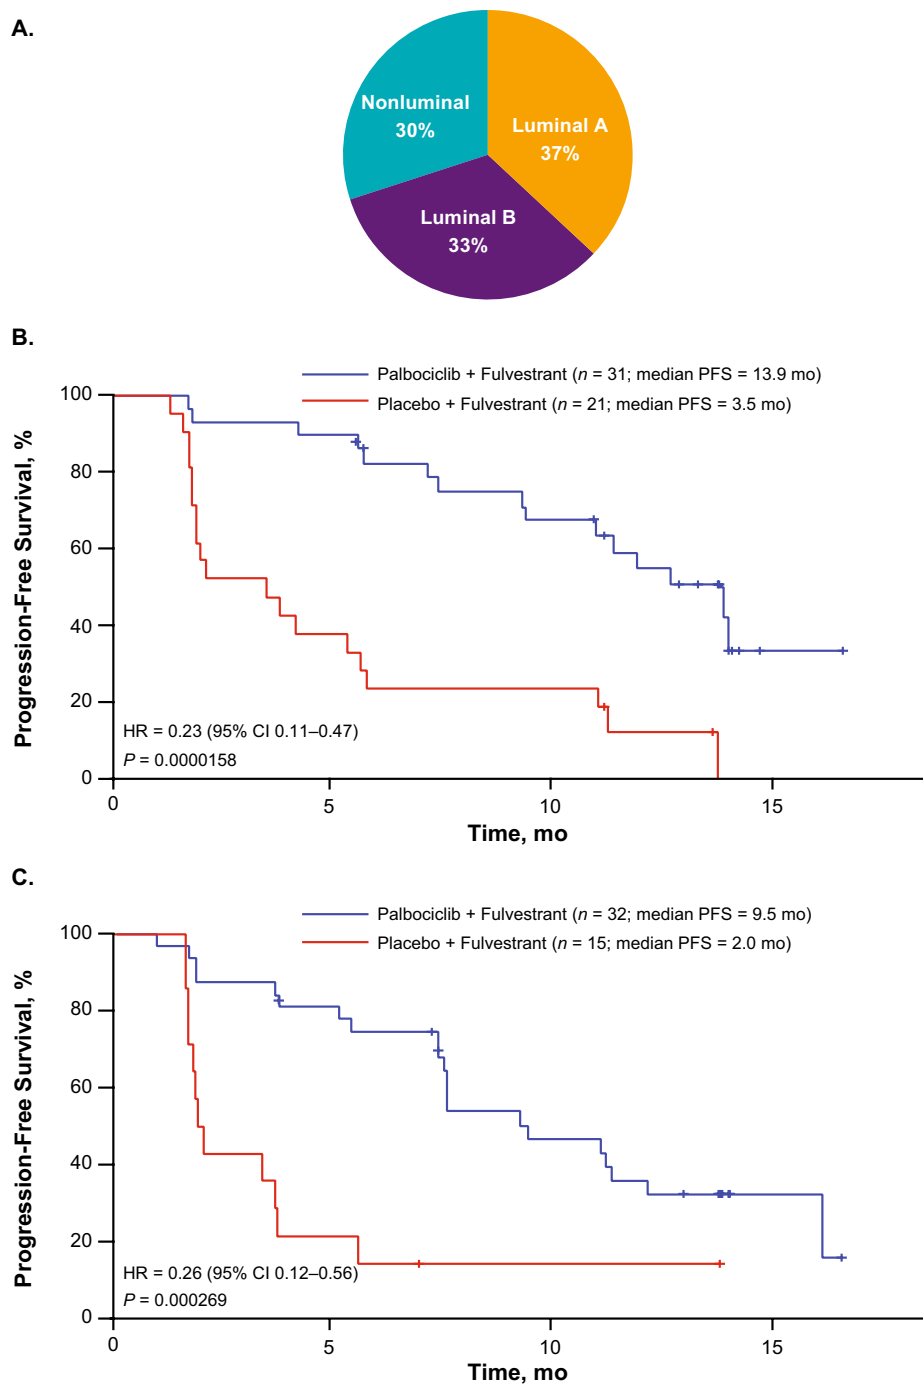 A.
Nonluminal
30%
Luminal A
37%
Luminal B
33%
B.
Palbociclib + Fulvestrant (n = 31; median PFS = 13.9 mo)
Placebo + Fulvestrant (n = 21; median PFS = 3.5 mo)
Progression-Free Survival, %
100
80
60
40
20
0
HR = 0.23 (95% CI 0.11–0.47)
P = 0.0000158
0 5 10 15
Time, mo
C.
Palbociclib + Fulvestrant (n = 32; median PFS = 9.5 mo)
Placebo + Fulvestrant (n = 15; median PFS = 2.0 mo)
Progression-Free Survival, %
100
80
60
40
20
0
HR = 0.26 (95% CI 0.12–0.56)
P = 0.000269
0 5 10 15
Time, mo